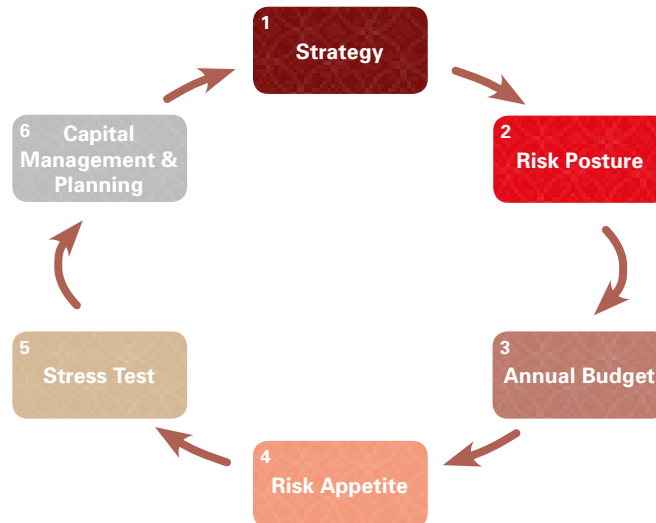 1
Strategy
2
Risk Posture
3
Annual Budget
4
Risk Appetite
5
Stress Test
6
Capital
Management &
Planning